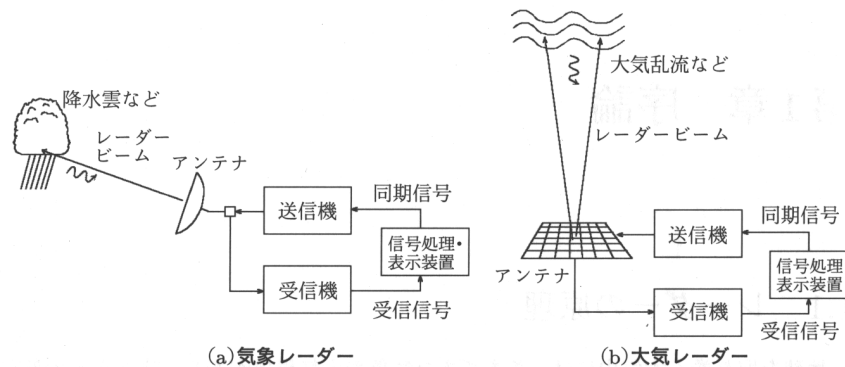 降水雲など
レーダー
ビーム
アンテナ
送信機
同期信号
信号処理・
表示装置
受信機
受信信号
(a)気象レーダー
大気乱流など
レーダービーム
アンテナ
送信機
同期信号
信号処理
表示装置
受信機
受信信号
(b)大気レーダー